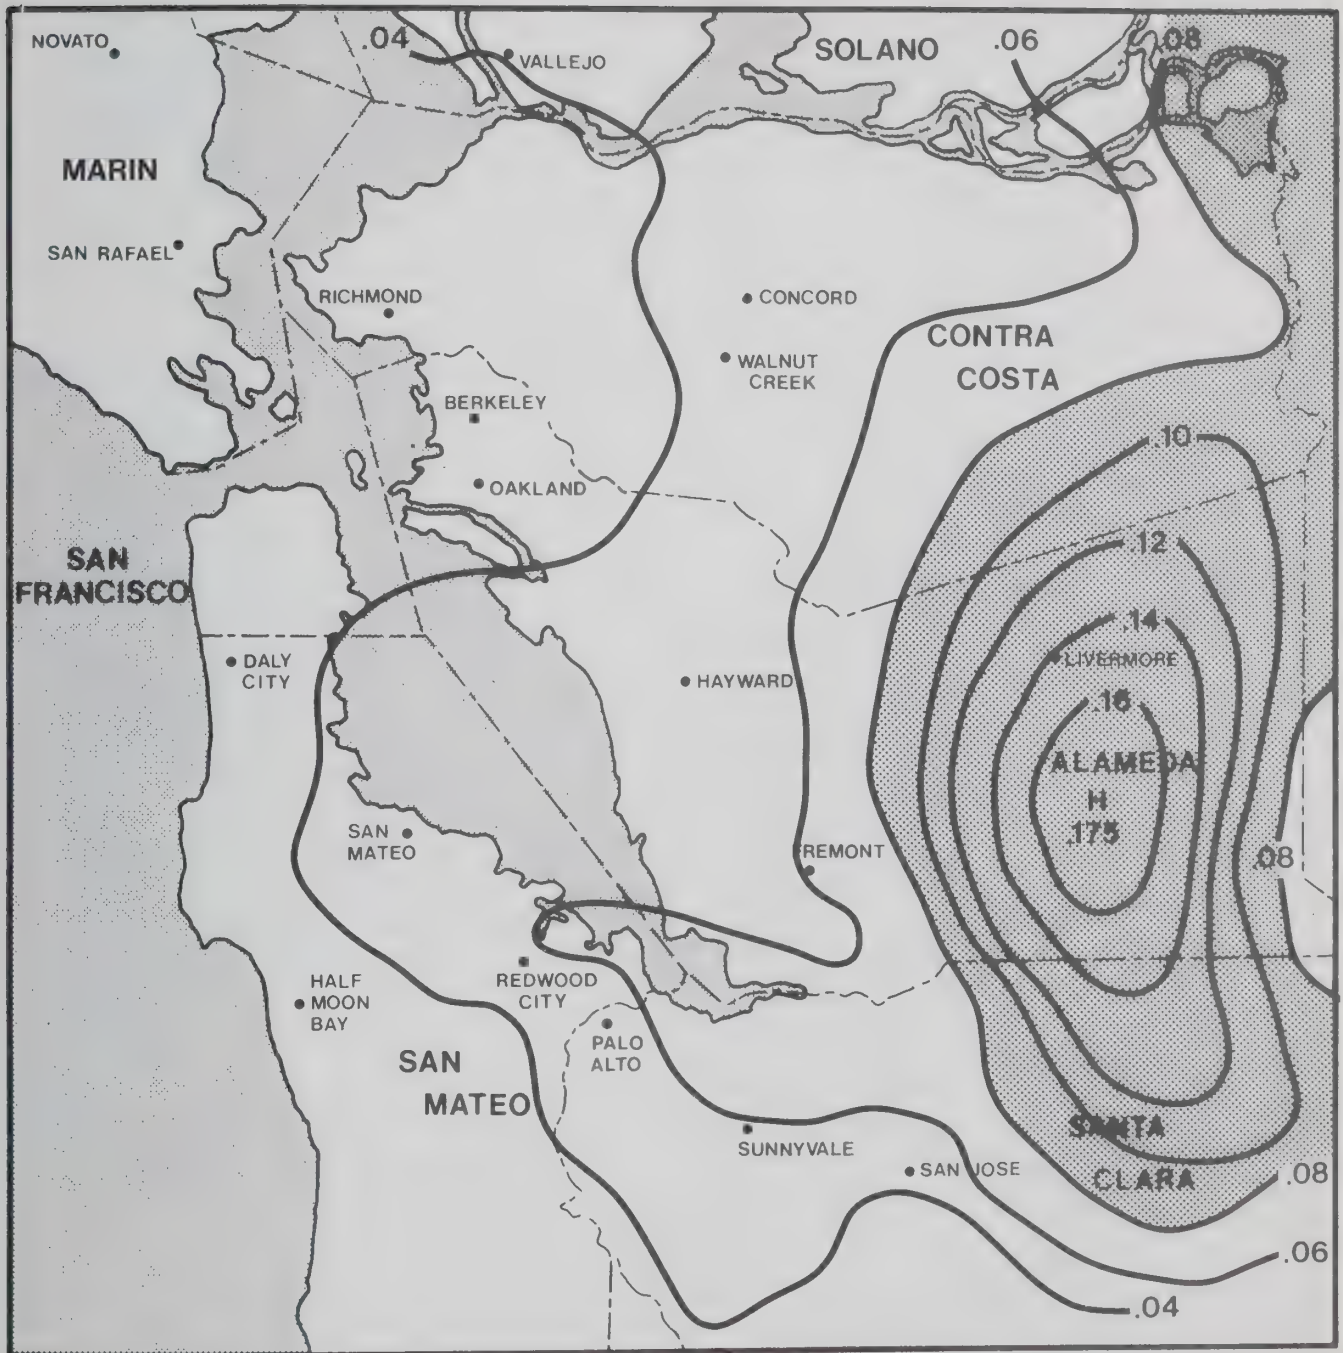 NOVATO
.04
VALLEJO
SOLANO
.06
.08
MARIN
SAN RAFAEL
RICHMOND
CONCORD
CONTRA
COSTA
WALNUT
CREEK
BERKELEY
.10
OAKLAND
SAN
FRANCISCO
.12
.14
LIVERMORE
DALY
CITY
HAYWARD
.16
ALAMEDA
H
.175
SAN
MATEO
FREMONT
.08
HALF
MOON
BAY
REDWOOD
CITY
PALO
ALTO
SAN
MATEO
SUNNYVALE
SANTA
CLARA
SAN JOSE
.08
.06
.04